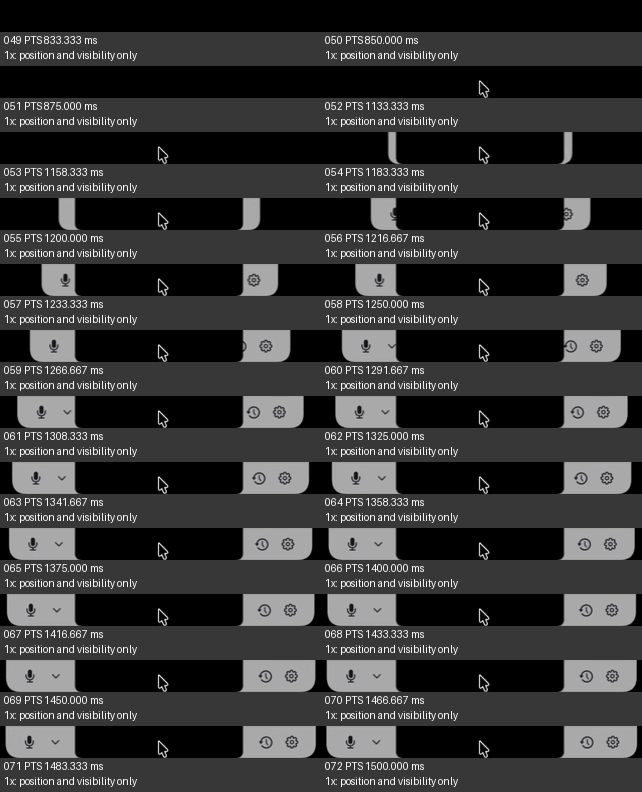 049 PTS 833.333 ms
1x: position and visibility only
050 PTS 850.000 ms
1x: position and visibility only
051 PTS 875.000 ms
1x: position and visibility only
052 PTS 1133.333 ms
1x: position and visibility only
053 PTS 1158.333 ms
1x: position and visibility only
054 PTS 1183.333 ms
1x: position and visibility only
055 PTS 1200.000 ms
1x: position and visibility only
056 PTS 1216.667 ms
1x: position and visibility only
057 PTS 1233.333 ms
1x: position and visibility only
058 PTS 1250.000 ms
1x: position and visibility only
059 PTS 1266.667 ms
1x: position and visibility only
060 PTS 1291.667 ms
1x: position and visibility only
061 PTS 1308.333 ms
1x: position and visibility only
062 PTS 1325.000 ms
1x: position and visibility only
063 PTS 1341.667 ms
1x: position and visibility only
064 PTS 1358.333 ms
1x: position and visibility only
065 PTS 1375.000 ms
1x: position and visibility only
066 PTS 1400.000 ms
1x: position and visibility only
067 PTS 1416.667 ms
1x: position and visibility only
068 PTS 1433.333 ms
1x: position and visibility only
069 PTS 1450.000 ms
1x: position and visibility only
070 PTS 1466.667 ms
1x: position and visibility only
071 PTS 1483.333 ms
1x: position and visibility only
072 PTS 1500.000 ms
1x: position and visibility only